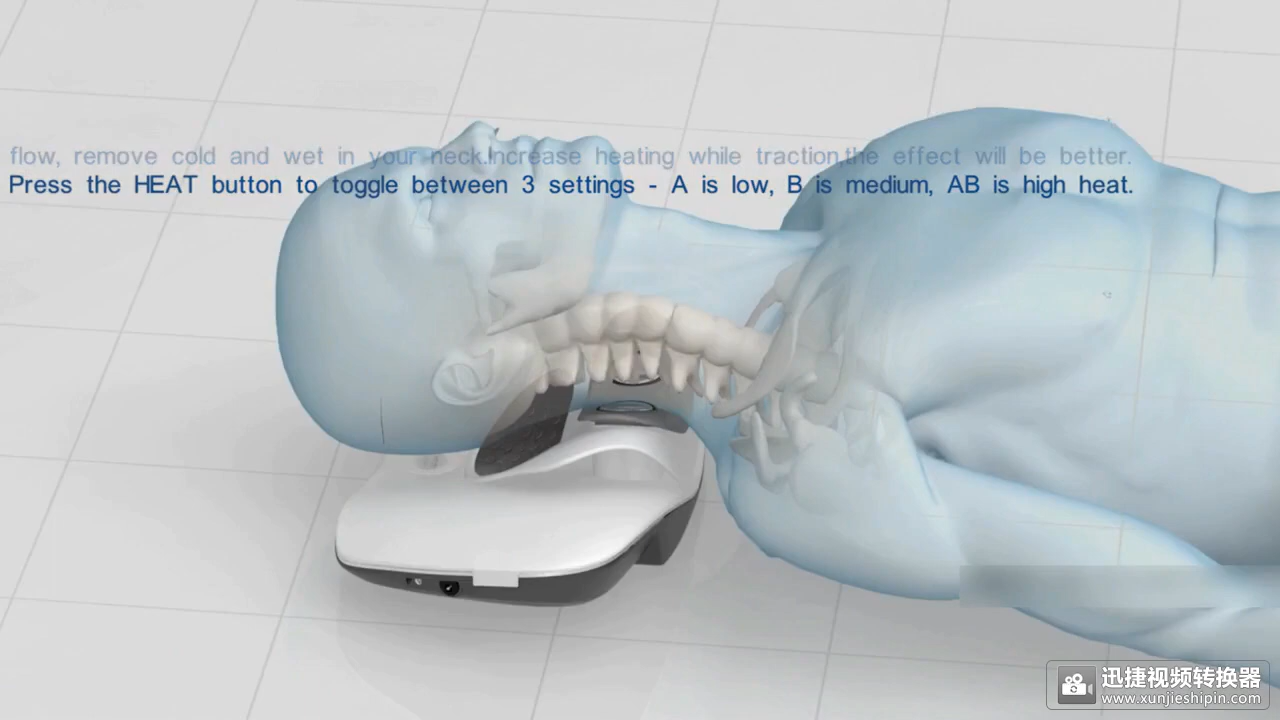 flow, remove cold and wet in your neck.Increase heating while traction,the effect will be better.
Press the HEAT button to toggle between 3 settings - A is low, B is medium, AB is high heat.
迅捷视频转换器
www.xunjieshipin.com